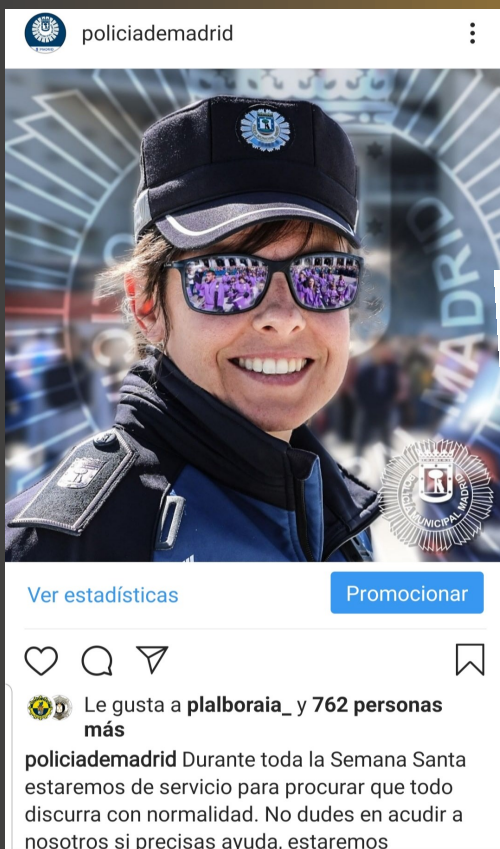 policiademadrid
MADRID
POLICÍA MUNICIPAL MADRID
Ver estadísticas
Promocionar
Le gusta a plalboraia_ y 762 personas
más
policiademadrid Durante toda la Semana Santa
estaremos de servicio para procurar que todo
discurra con normalidad. No dudes en acudir a
nosotros si precisas ayuda, estaremos